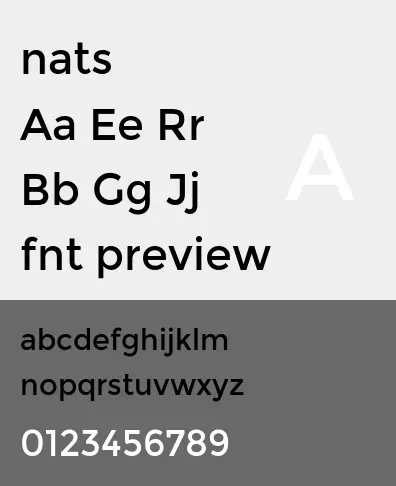 nats
Aa Ee Rr
A
Bb Gg Jj
fnt preview
abcdefghijklm
nopqrstuvwxyz
0123456789